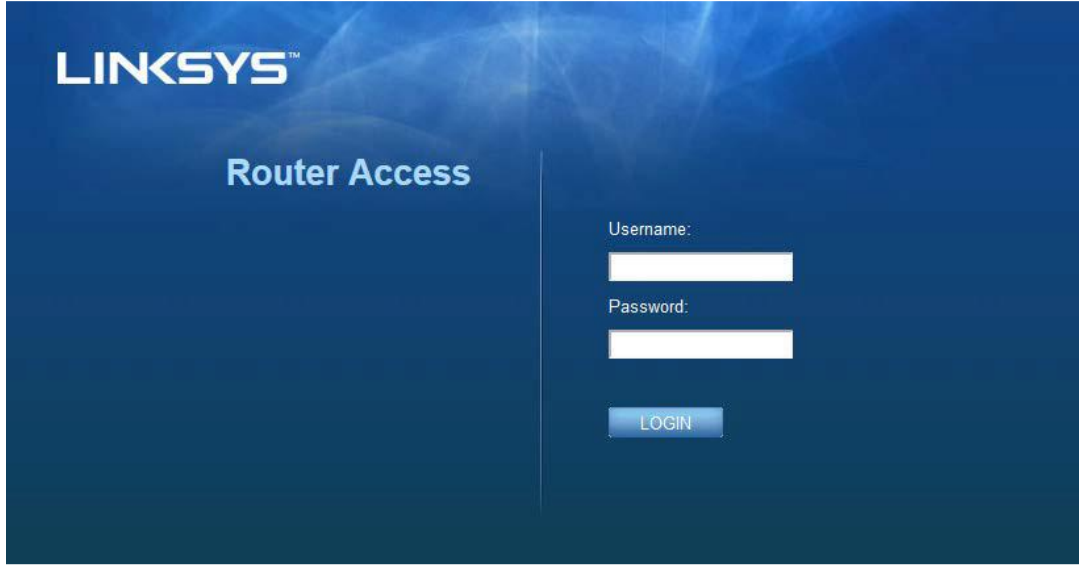 LINKSYS™
Router Access
Username:
Password:
LOGIN